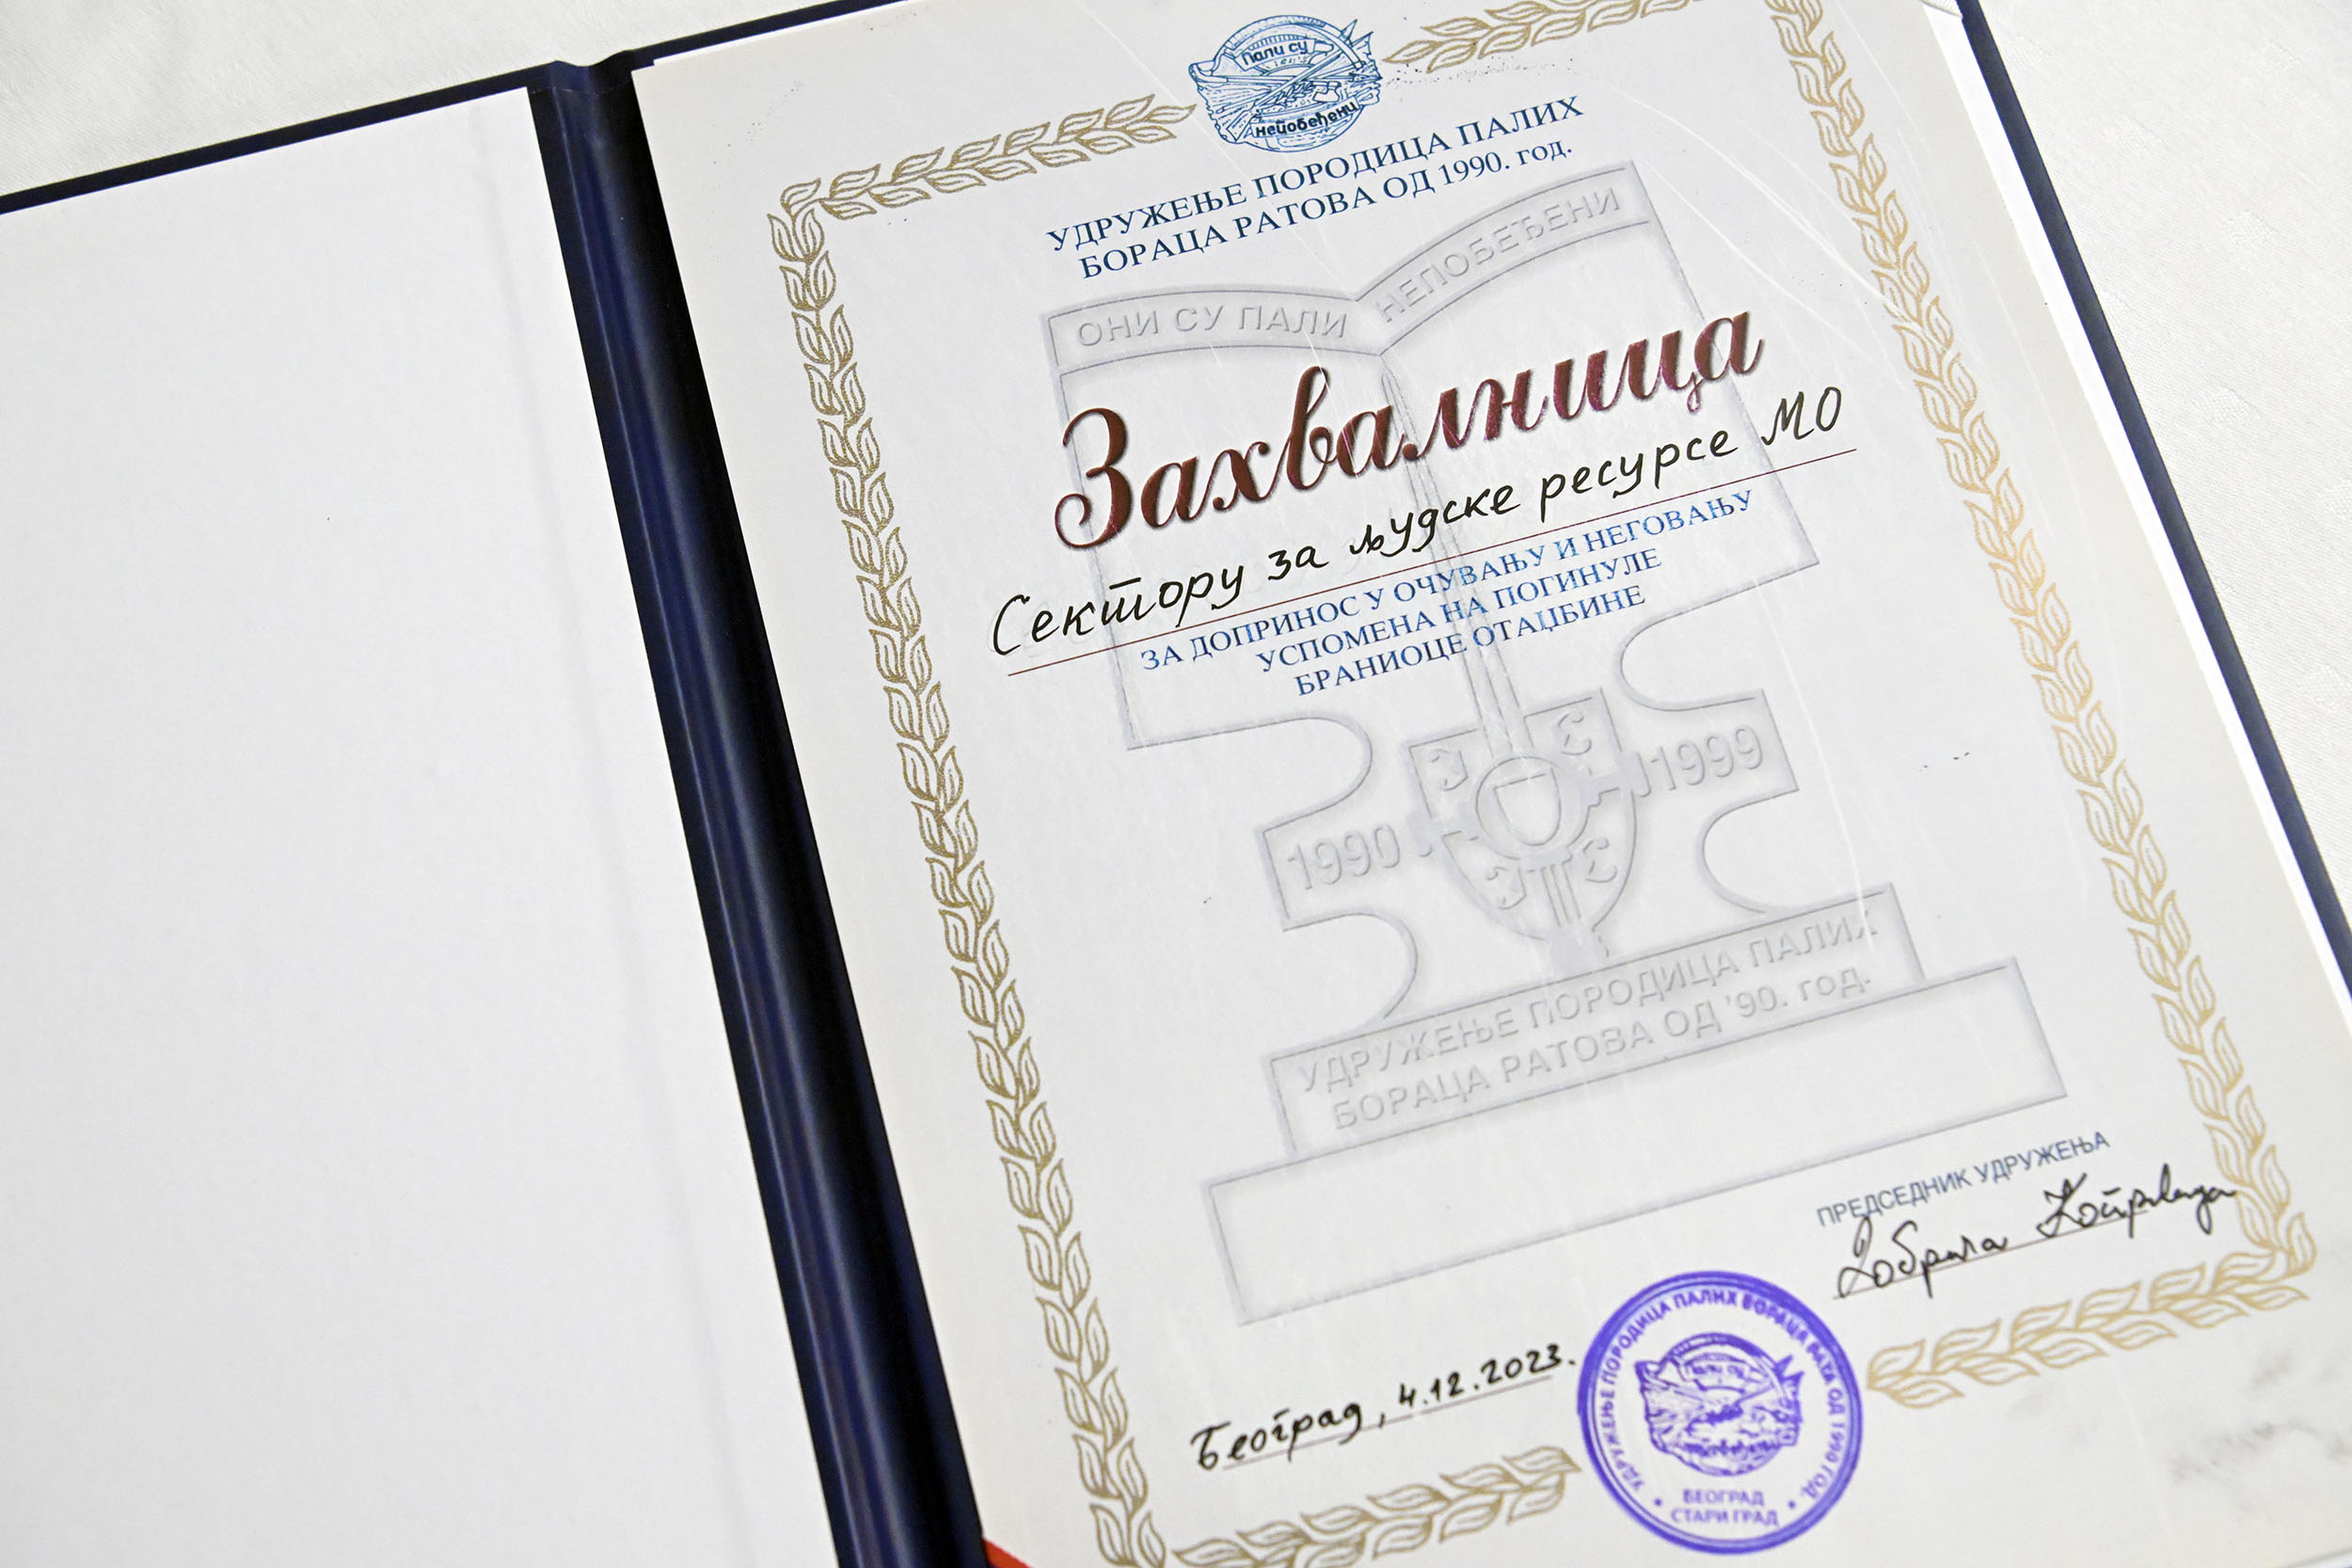 Пали су
непобеђени
УДРУЖЕЊЕ ПОРОДИЦА ПАЛИХ
БОРАЦА РАТОВА ОД 1990. год.
ОНИ СУ ПАЛИ НЕПОБЕЂЕНИ
Захвалница
Сектору за људске ресурсе МО
ЗА ДОПРИНОС У ОЧУВАЊУ И НЕГОВАЊУ
УСПОМЕНА НА ПОГИНУЛЕ
БРАНИОЦЕ ОТАЏБИНЕ
1990 1999
УДРУЖЕЊЕ ПОРОДИЦА ПАЛИХ
БОРАЦА РАТОВА ОД '90. год.
ПРЕДСЕДНИК УДРУЖЕЊА
Добрила
Београд, 4.12.2023.
УДРУЖЕЊЕ ПОРОДИЦА ПАЛИХ БОРАЦА РАТА ОД 1990 ГОД.
БЕОГРАД
СТАРИ ГРАД